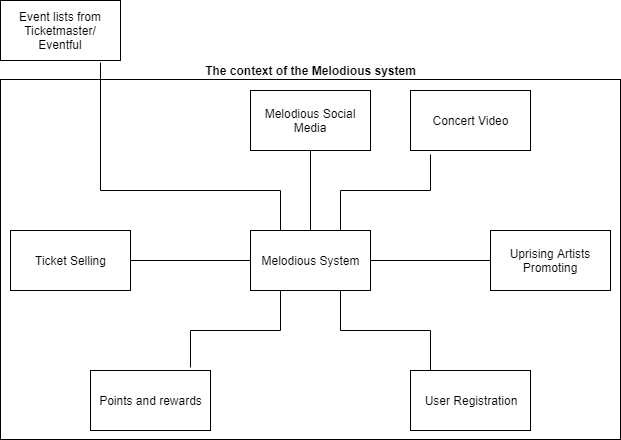 Event lists from
Ticketmaster/
Eventful
The context of the Melodious system
Melodious Social
Media
Concert Video
Ticket Selling
Melodious System
Uprising Artists
Promoting
Points and rewards
User Registration